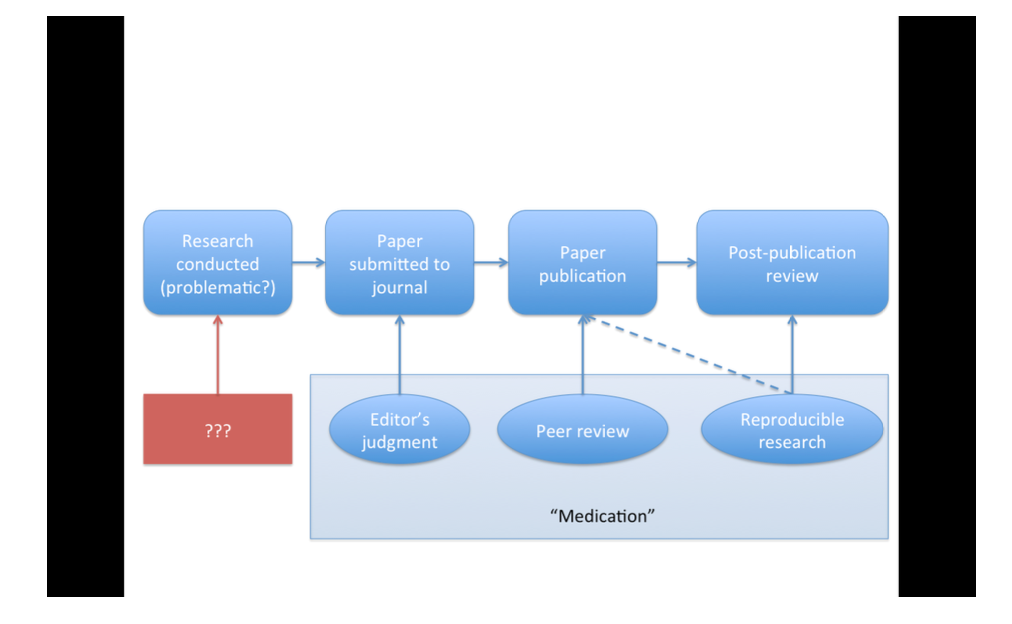 Research
conducted
(problematic?)
Paper
submitted to
journal
Paper
publication
Post-publication
review
???
Editor’s
judgment
Peer review
Reproducible
research
“Medication”